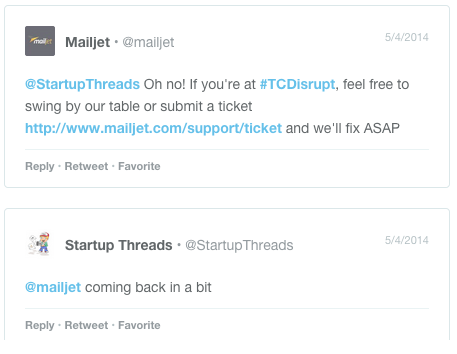 Mailjet • @mailjet
5/4/2014
@StartupThreads Oh no! If you're at #TCDisrupt, feel free to
swing by our table or submit a ticket
http://www.mailjet.com/support/ticket and we'll fix ASAP
Reply · Retweet · Favorite
Startup Threads • @StartupThreads
5/4/2014
@mailjet coming back in a bit
Reply · Retweet · Favorite